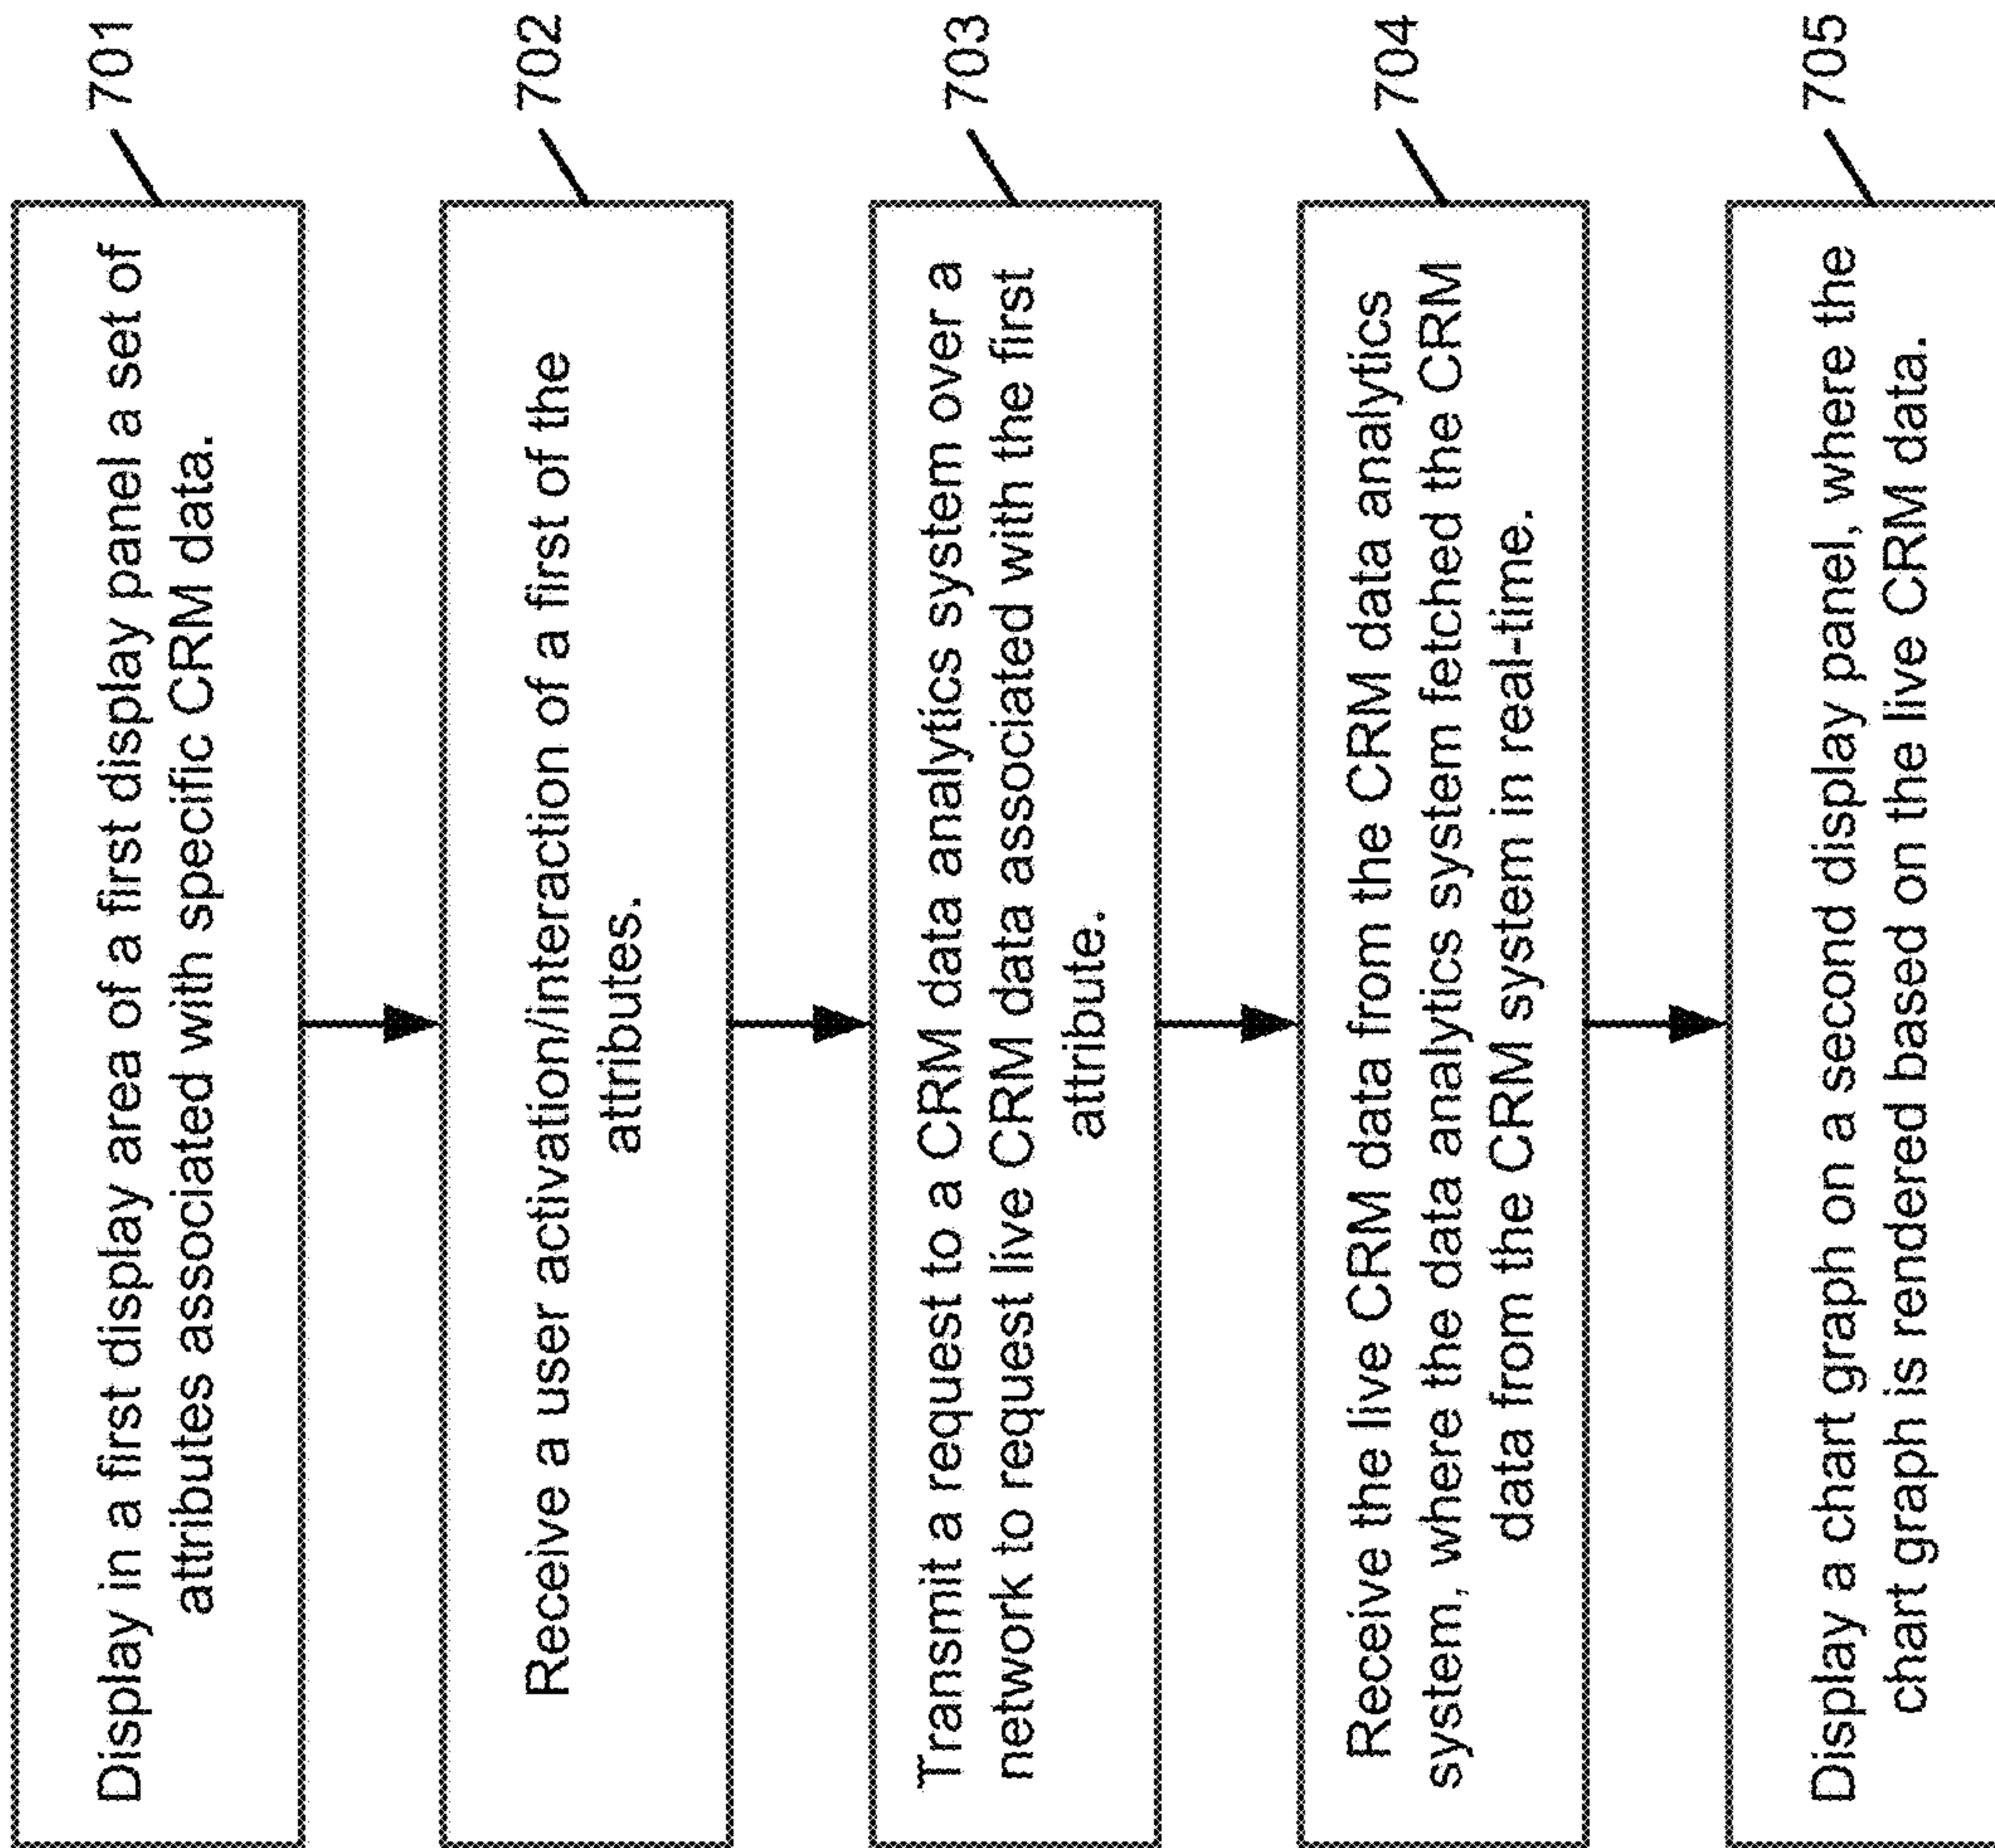 Display in a first display area of a first display panel a set of
attributes associated with specific CRM data.
701
Receive a user activation/interaction of a first of the
attributes.
702
Transmit a request to a CRM data analytics system over a
network to request live CRM data associated with the first
attribute.
703
Receive the live CRM data from the CRM data analytics
system, where the data analytics system fetched the CRM
data from the CRM system in real-time.
704
Display a chart graph on a second display panel, where the
chart graph is rendered based on the live CRM data.
705